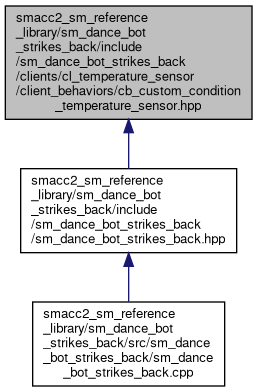 smacc2_sm_reference
_library/sm_dance_bot
_strikes_back/include
/sm_dance_bot_strikes_back
/clients/cl_temperature_sensor
/client_behaviors/cb_custom_condition
_temperature_sensor.hpp
smacc2_sm_reference
_library/sm_dance_bot
_strikes_back/include
/sm_dance_bot_strikes_back
/sm_dance_bot_strikes_back.hpp
smacc2_sm_reference
_library/sm_dance_bot
_strikes_back/src/sm_dance
_bot_strikes_back/sm_dance
_bot_strikes_back.cpp